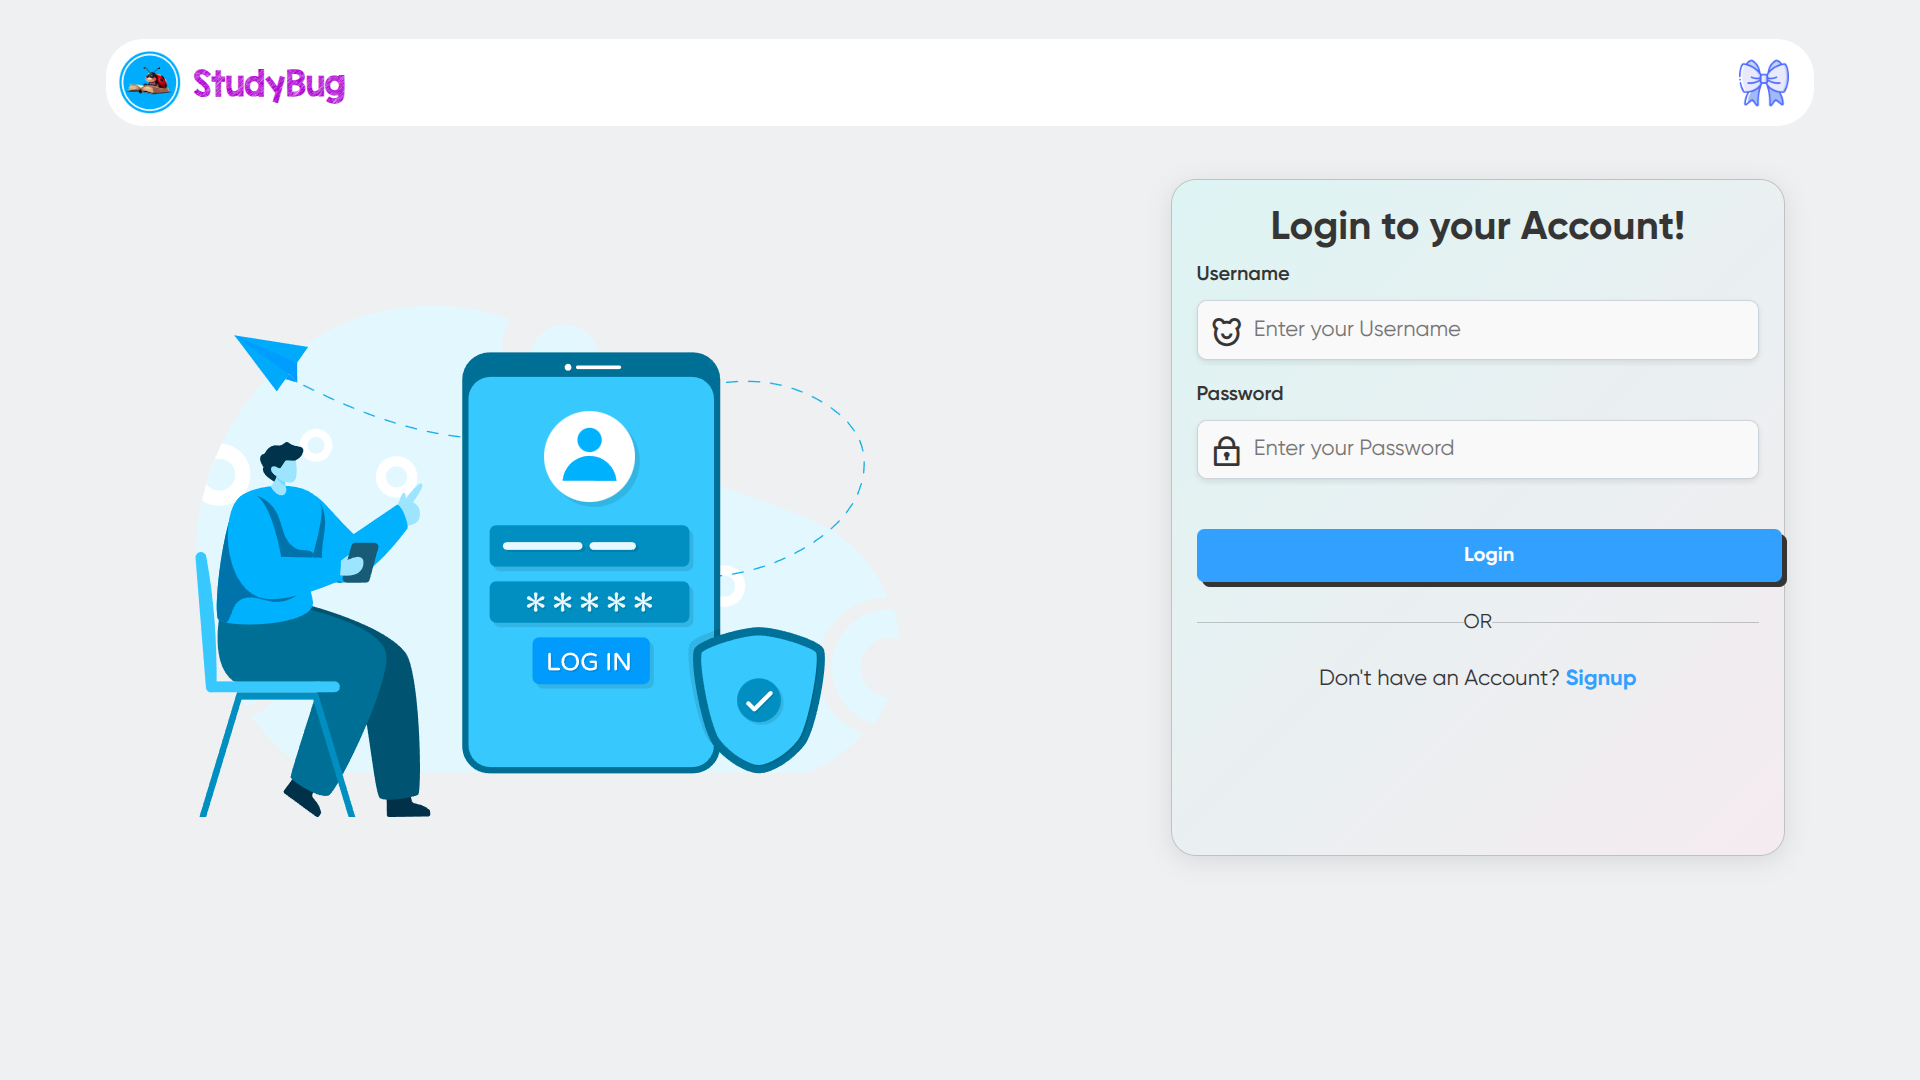 StudyBug
Login to your Account!
Username
Enter your Username
Password
Enter your Password
Login
OR
Don't have an Account? Signup
*****
LOG IN